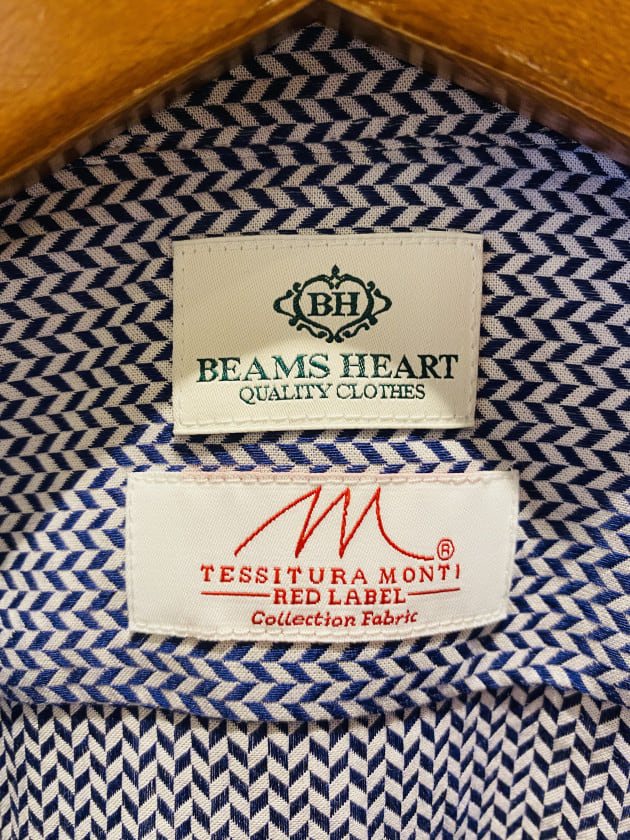 BH
BEAMS HEART
QUALITY CLOTHES
M®
TESSITURA MONTI
RED LABEL
Collection Fabric